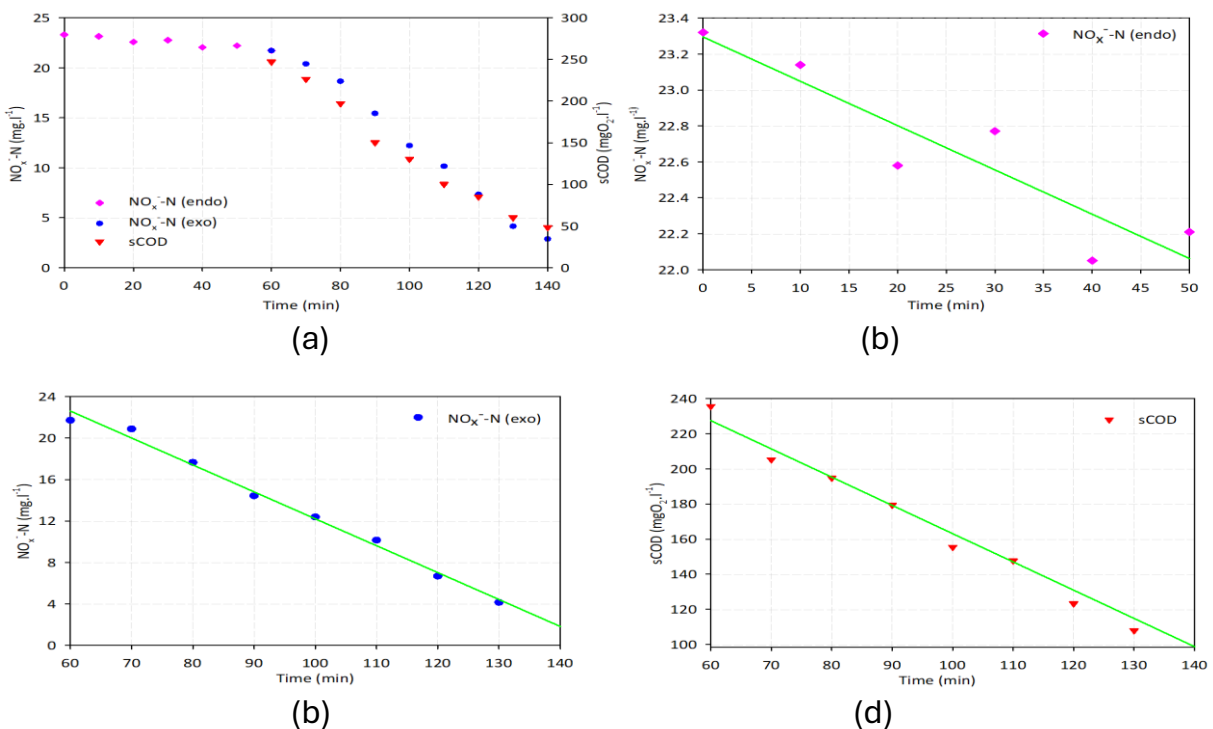 25
20
15
10
5
0
NOx⁻-N (mg.l⁻¹)
300
250
200
150
100
50
0
sCOD (mgO₂.l⁻¹)
NOx⁻-N (endo)
NOx⁻-N (exo)
sCOD
0 20 40 60 80 100 120 140
Time (min)
(a)
23.4
23.2
23.0
22.8
22.6
22.4
22.2
22.0
NOx⁻-N (mg.l⁻¹)
NOx⁻-N (endo)
0 5 10 15 20 25 30 35 40 45 50
Time (min)
(b)
24
20
16
12
8
4
0
NOx⁻-N (mg.l⁻¹)
NOx⁻-N (exo)
60 70 80 90 100 110 120 130 140
Time (min)
(b)
240
220
200
180
160
140
120
100
sCOD (mgO₂.l⁻¹)
sCOD
60 70 80 90 100 110 120 130 140
Time (min)
(d)